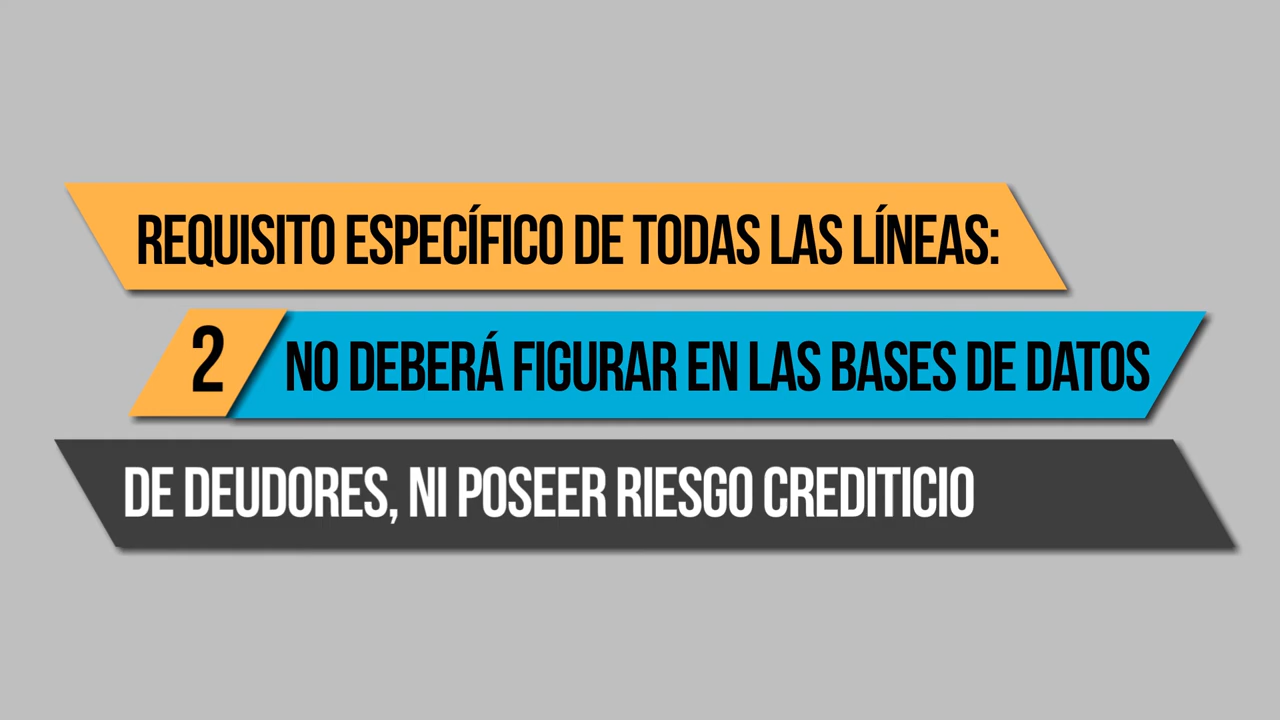 REQUISITO ESPECÍFICO DE TODAS LAS LÍNEAS:
2 NO DEBERÁ FIGURAR EN LAS BASES DE DATOS
DE DEUDORES, NI POSEER RIESGO CREDITICIO